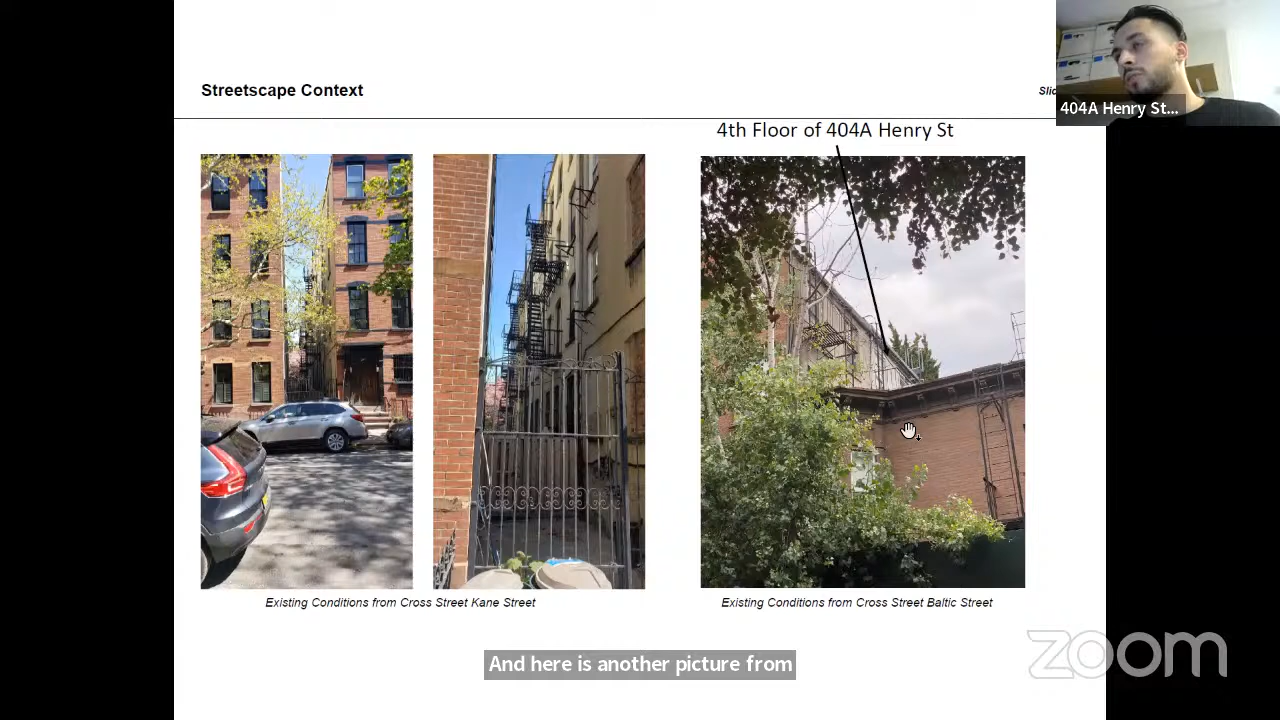 Streetscape Context
Slid
404A Henry St...
4th Floor of 404A Henry St
Existing Conditions from Cross Street Kane Street
Existing Conditions from Cross Street Baltic Street
And here is another picture from
zoom